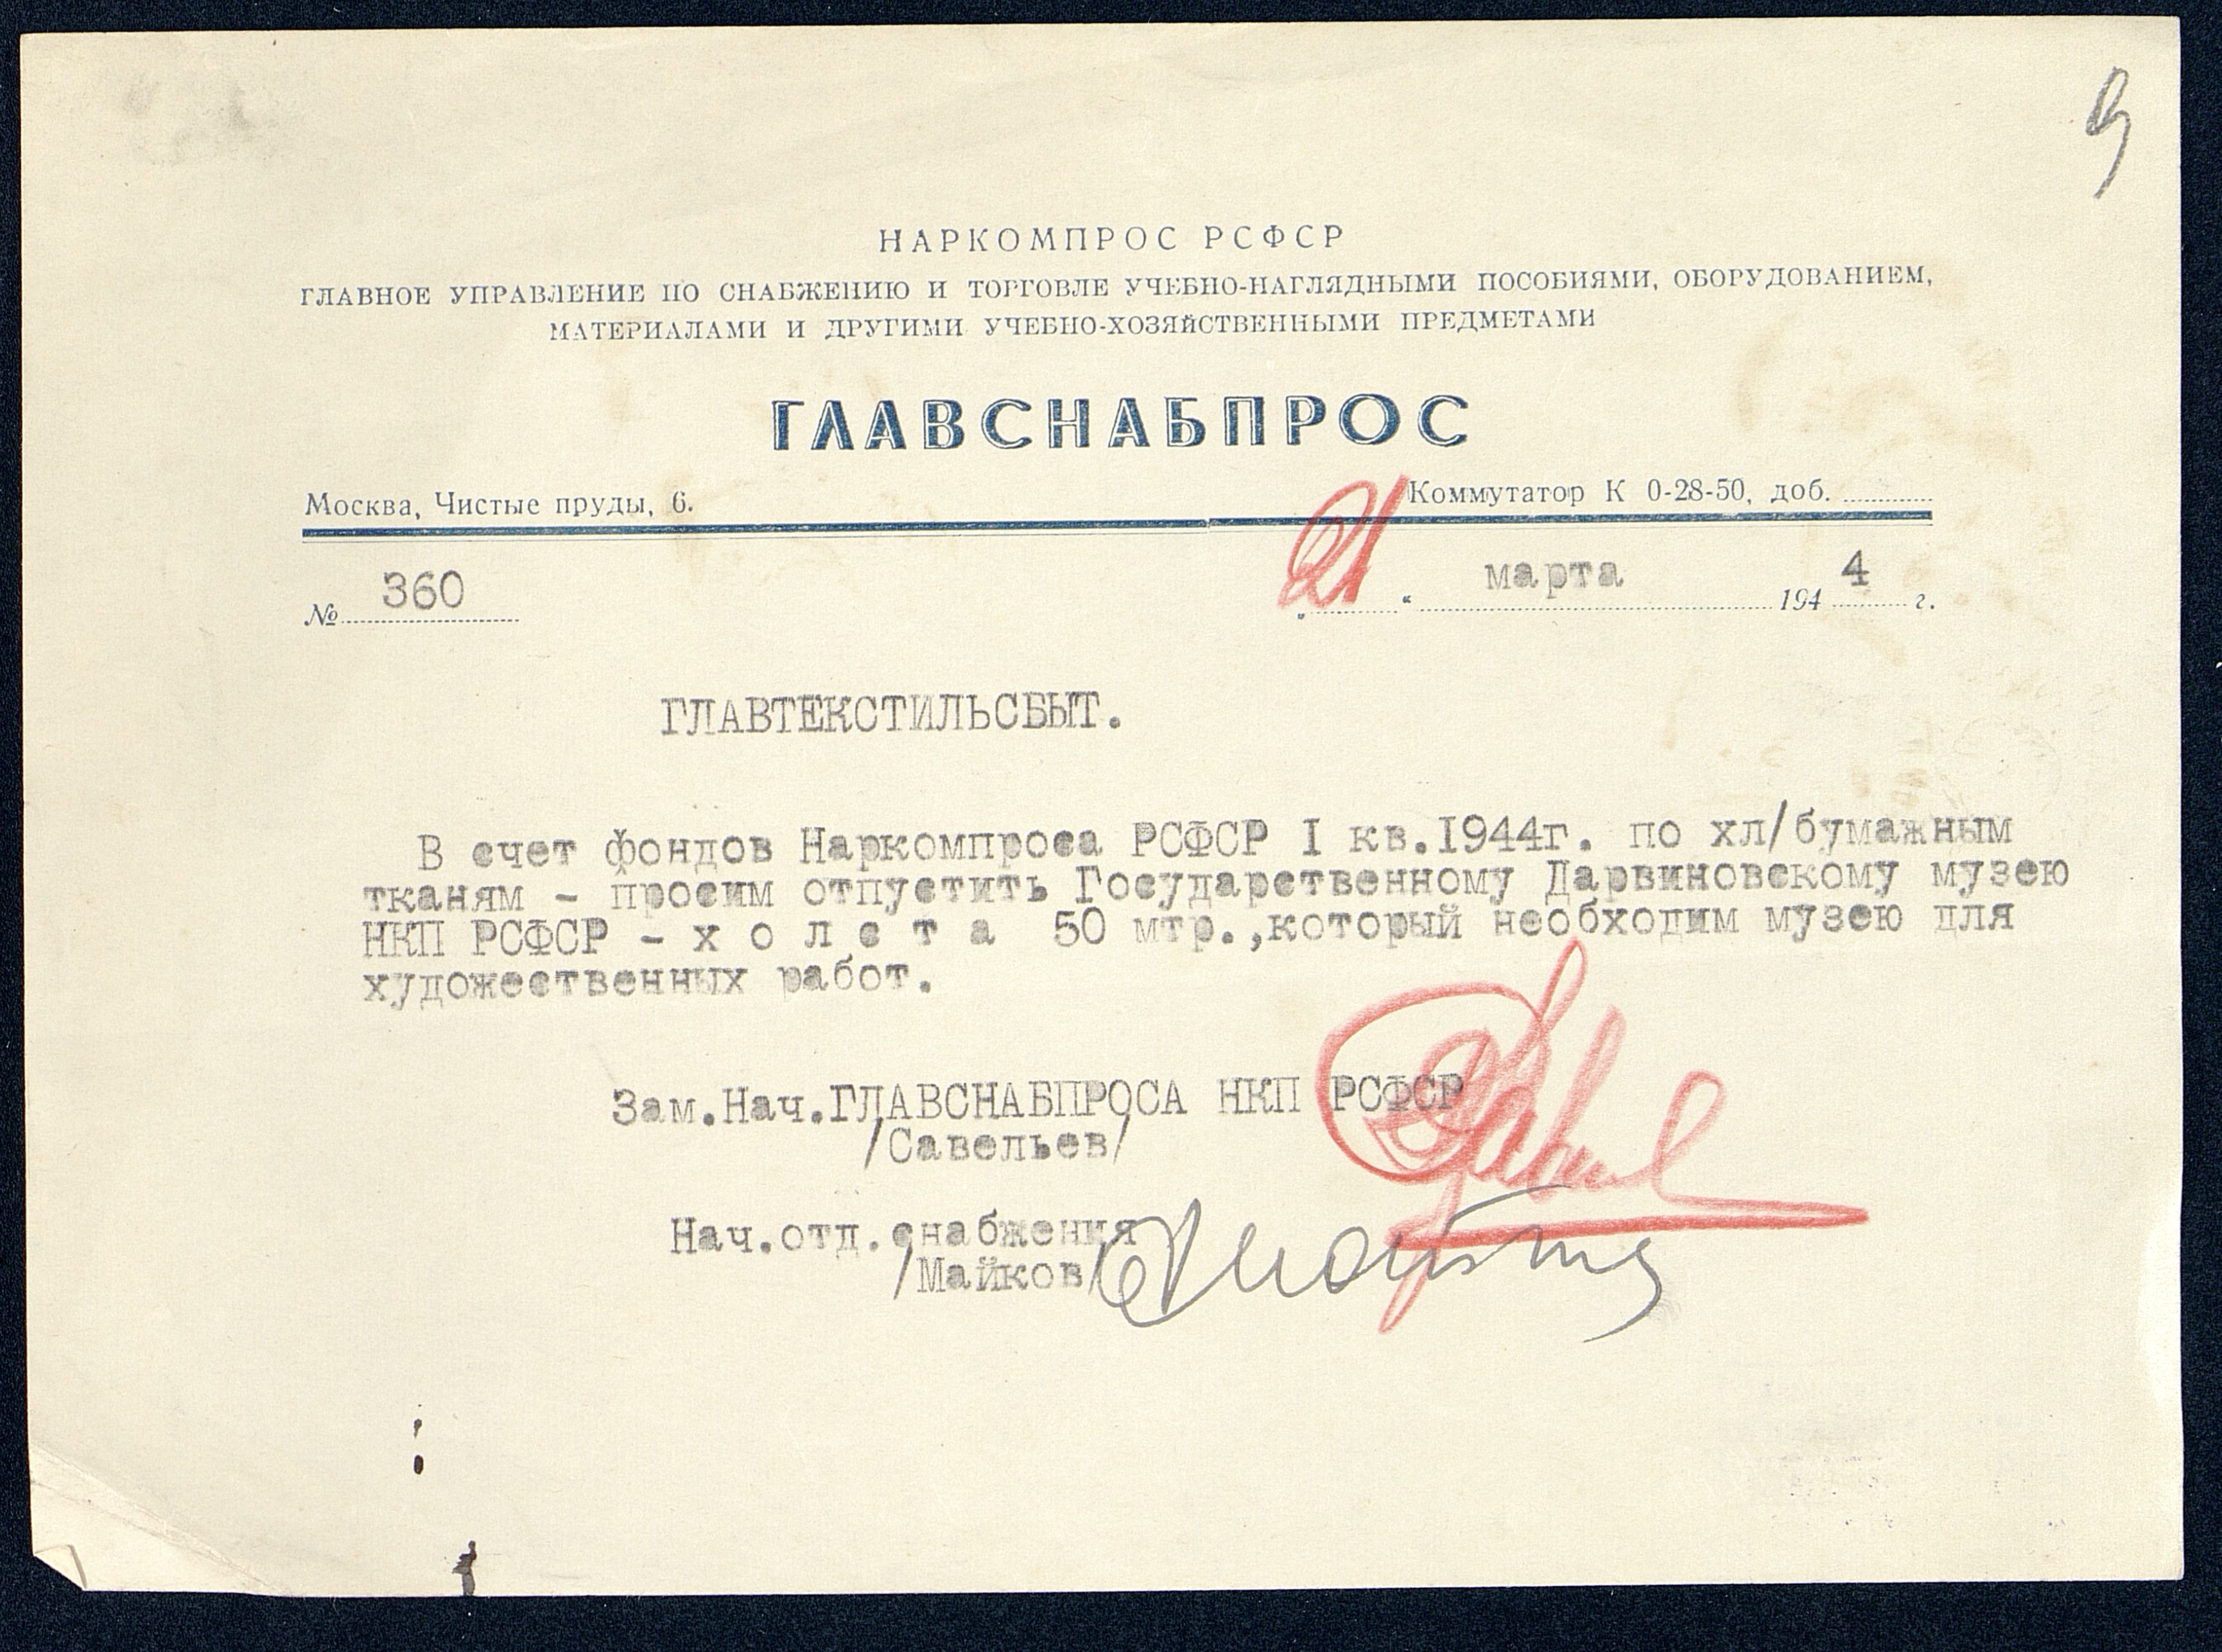 9
НАРКОМПРОС РСФСР
ГЛАВНОЕ УПРАВЛЕНИЕ ПО СНАБЖЕНИЮ И ТОРГОВЛЕ УЧЕБНО-НАГЛЯДНЫМИ ПОСОБИЯМИ, ОБОРУДОВАНИЕМ,
МАТЕРИАЛАМИ И ДРУГИМИ УЧЕБНО-ХОЗЯЙСТВЕННЫМИ ПРЕДМЕТАМИ
ГЛАВСНАБПРОС
Москва, Чистые пруды, 6. Коммутатор К 0-28-50, доб.
№ 360 „21“ марта 1944 г.
ГЛАВТЕКСТИЛЬСБЫТ.
В счет фондов Наркомпроса РСФСР I кв.1944г. по хл/бумажным
тканям - просим отпустить Государственному Дарвиновскому музею
НКП РСФСР - х о л с т а 50 мтр.,который необходим музею для
художественных работ.
Зам.Нач.ГЛАВСНАБПРОСА НКП РСФСР
/Савельев/
Нач.отд.снабжения
/Майков/